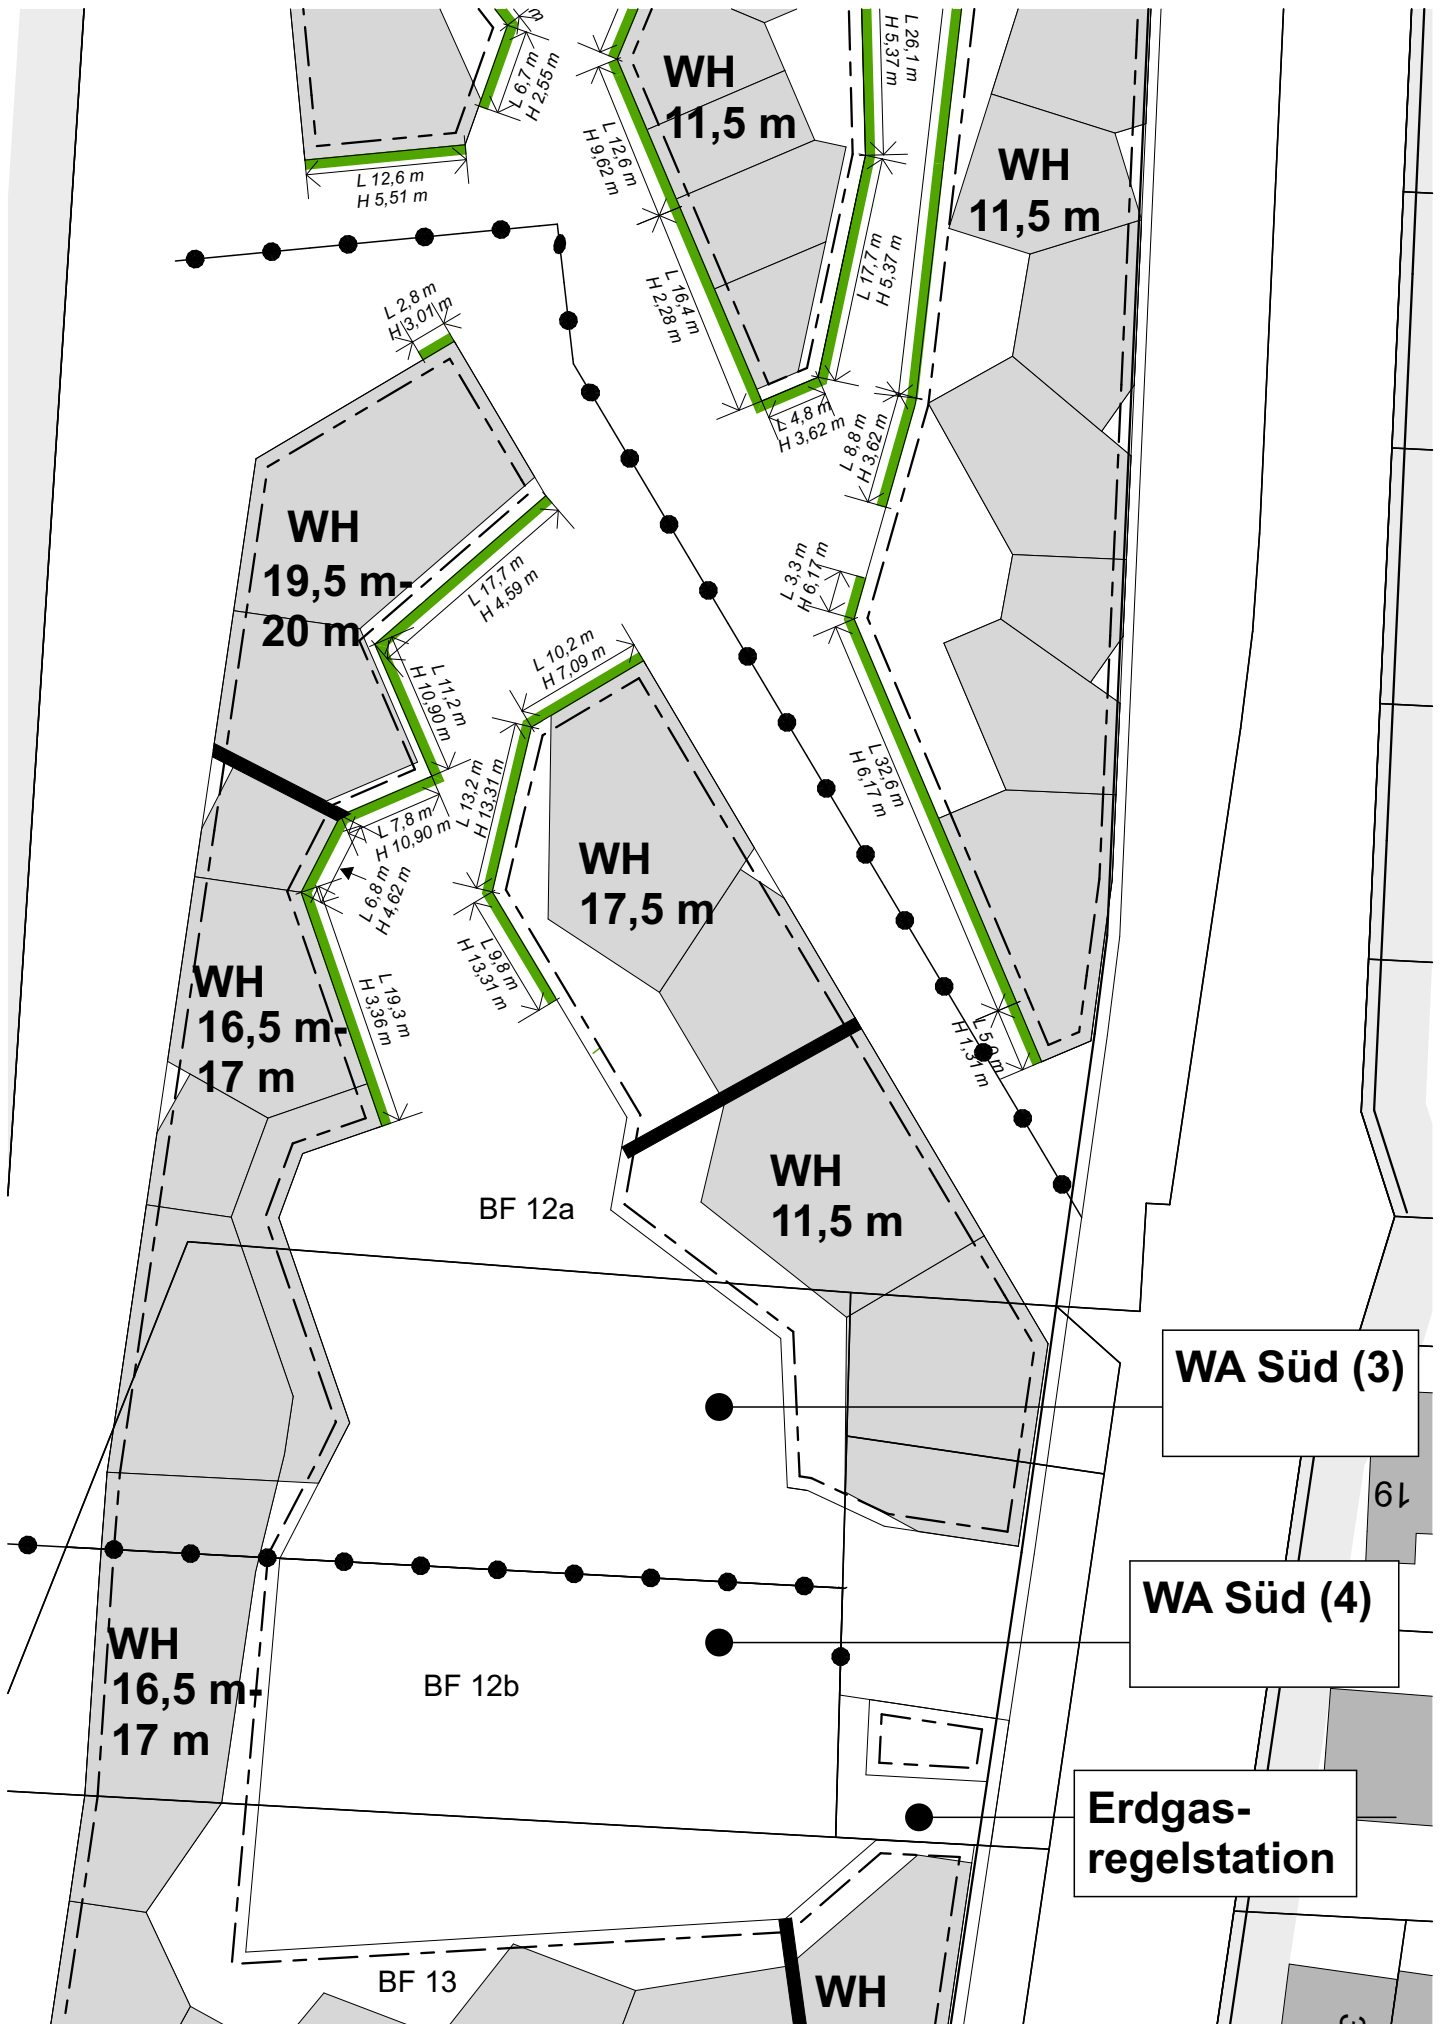 m
L 6,7 m
H 2,55 m
L 26,1 m
H 5,37 m
WH
11,5 m
L 12,6 m
H 9,62 m
L 12,6 m
H 5,51 m
WH
11,5 m
L 17,7 m
H 5,37 m
L 2,8 m
H 3,01 m
L 16,4 m
H 2,28 m
L 4,8 m
H 3,62 m
L 8,8 m
H 3,62 m
WH
19,5 m-
20 m
L 17,7 m
H 4,59 m
L 3,3 m
H 6,17 m
L 10,2 m
H 7,09 m
L 11,2 m
H 10,90 m
L 13,2 m
H 13,31 m
L 32,6 m
H 6,17 m
L 7,8 m
H 10,90 m
L 6,8 m
H 4,62 m
WH
17,5 m
L 9,8 m
H 13,31 m
WH
16,5 m-
17 m
L 19,3 m
H 3,36 m
H 1,31 m
WH
11,5 m
BF 12a
WA Süd (3)
19
WA Süd (4)
WH
16,5 m-
17 m
BF 12b
Erdgas-
regelstation
BF 13
WH